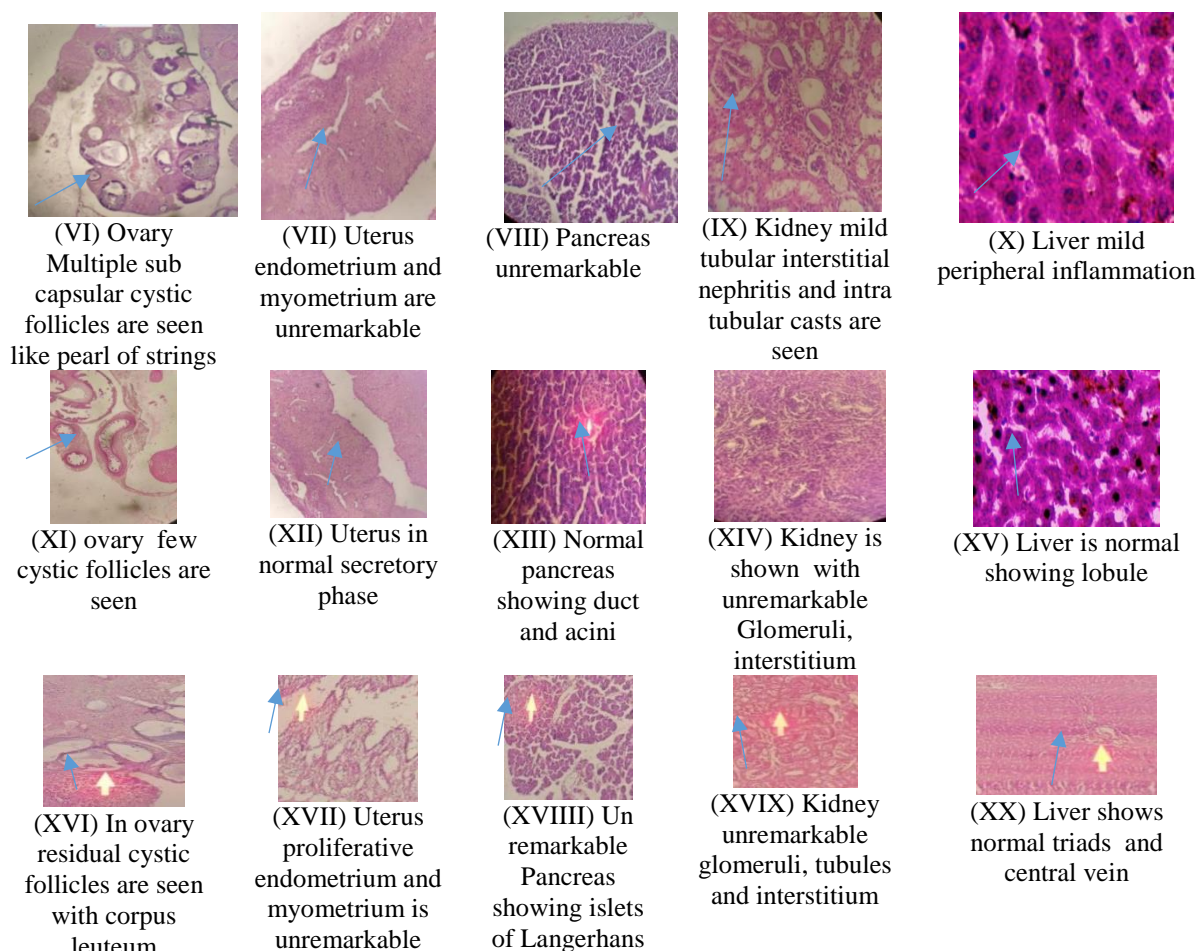 (VI) Ovary
Multiple sub
capsular cystic
follicles are seen
like pearl of strings
(VII) Uterus
endometrium and
myometrium are
unremarkable
(VIII) Pancreas
unremarkable
(IX) Kidney mild
tubular interstitial
nephritis and intra
tubular casts are
seen
(X) Liver mild
peripheral inflammation
(XI) ovary few
cystic follicles are
seen
(XII) Uterus in
normal secretory
phase
(XIII) Normal
pancreas
showing duct
and acini
(XIV) Kidney is
shown with
unremarkable
Glomeruli,
interstitium
(XV) Liver is normal
showing lobule
(XVI) In ovary
residual cystic
follicles are seen
with corpus
leuteum
(XVII) Uterus
proliferative
endometrium and
myometrium is
unremarkable
(XVIIII) Un
remarkable
Pancreas
showing islets
of Langerhans
(XVIX) Kidney
unremarkable
glomeruli, tubules
and interstitium
(XX) Liver shows
normal triads and
central vein